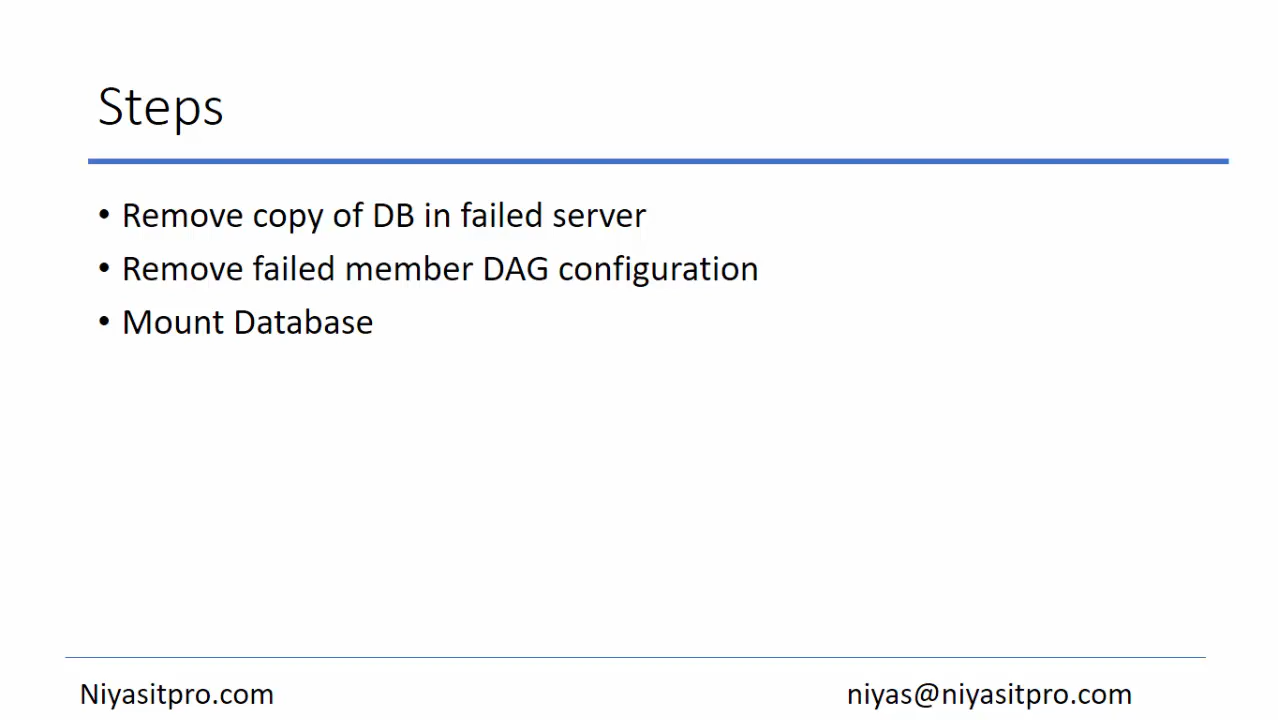 Steps
• Remove copy of DB in failed server
• Remove failed member DAG configuration
• Mount Database
Niyasitpro.com
niyas@niyasitpro.com